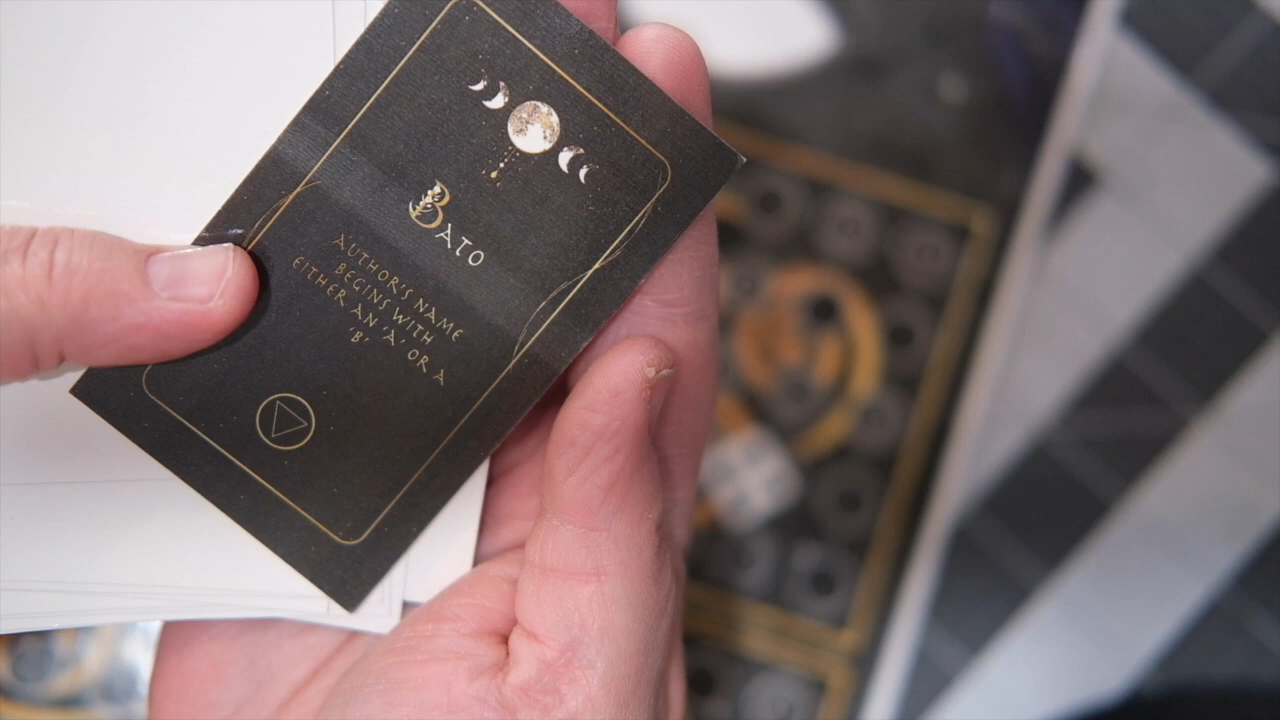 BATO
AUTHOR'S NAME
BEGINS WITH
EITHER AN 'A' OR A
'B'